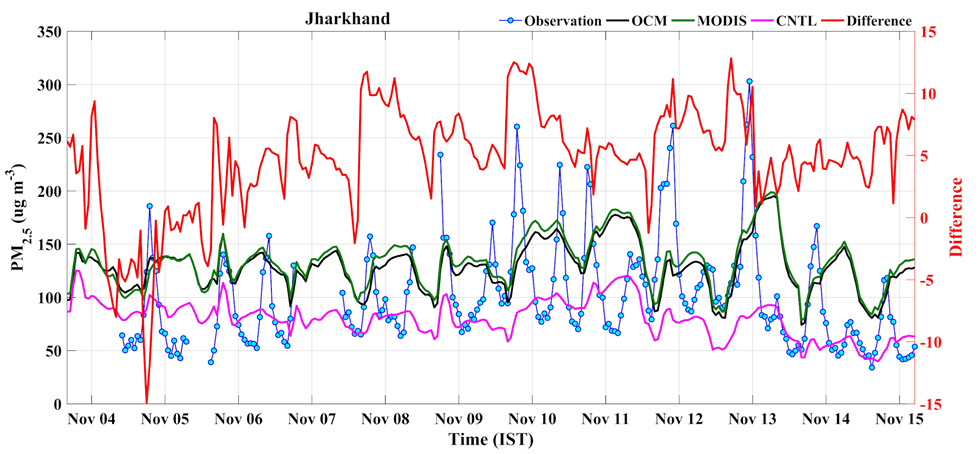 Jharkhand
Observation OCM MODIS CNTL Difference
350
300
250
200
150
100
50
0
PM2.5 (ug m-3)
15
10
5
0
-5
-10
-15
Difference
Nov 04 Nov 05 Nov 06 Nov 07 Nov 08 Nov 09 Nov 10 Nov 11 Nov 12 Nov 13 Nov 14 Nov 15
Time (IST)